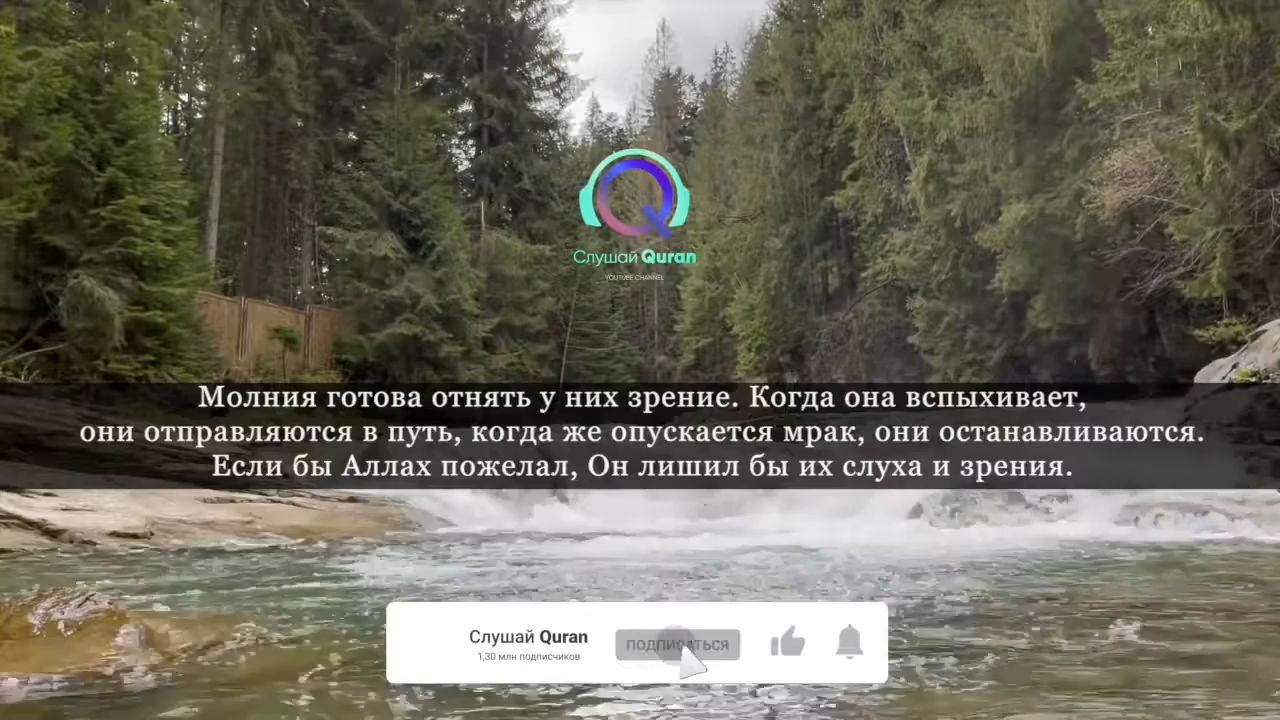 Слушай Quran
YOUTUBE CHANNEL
Молния готова отнять у них зрение. Когда она вспыхивает,
они отправляются в путь, когда же опускается мрак, они останавливаются.
Если бы Аллах пожелал, Он лишил бы их слуха и зрения.
Слушай Quran
1,30 млн подписчиков
ПОДПИСАТЬСЯ